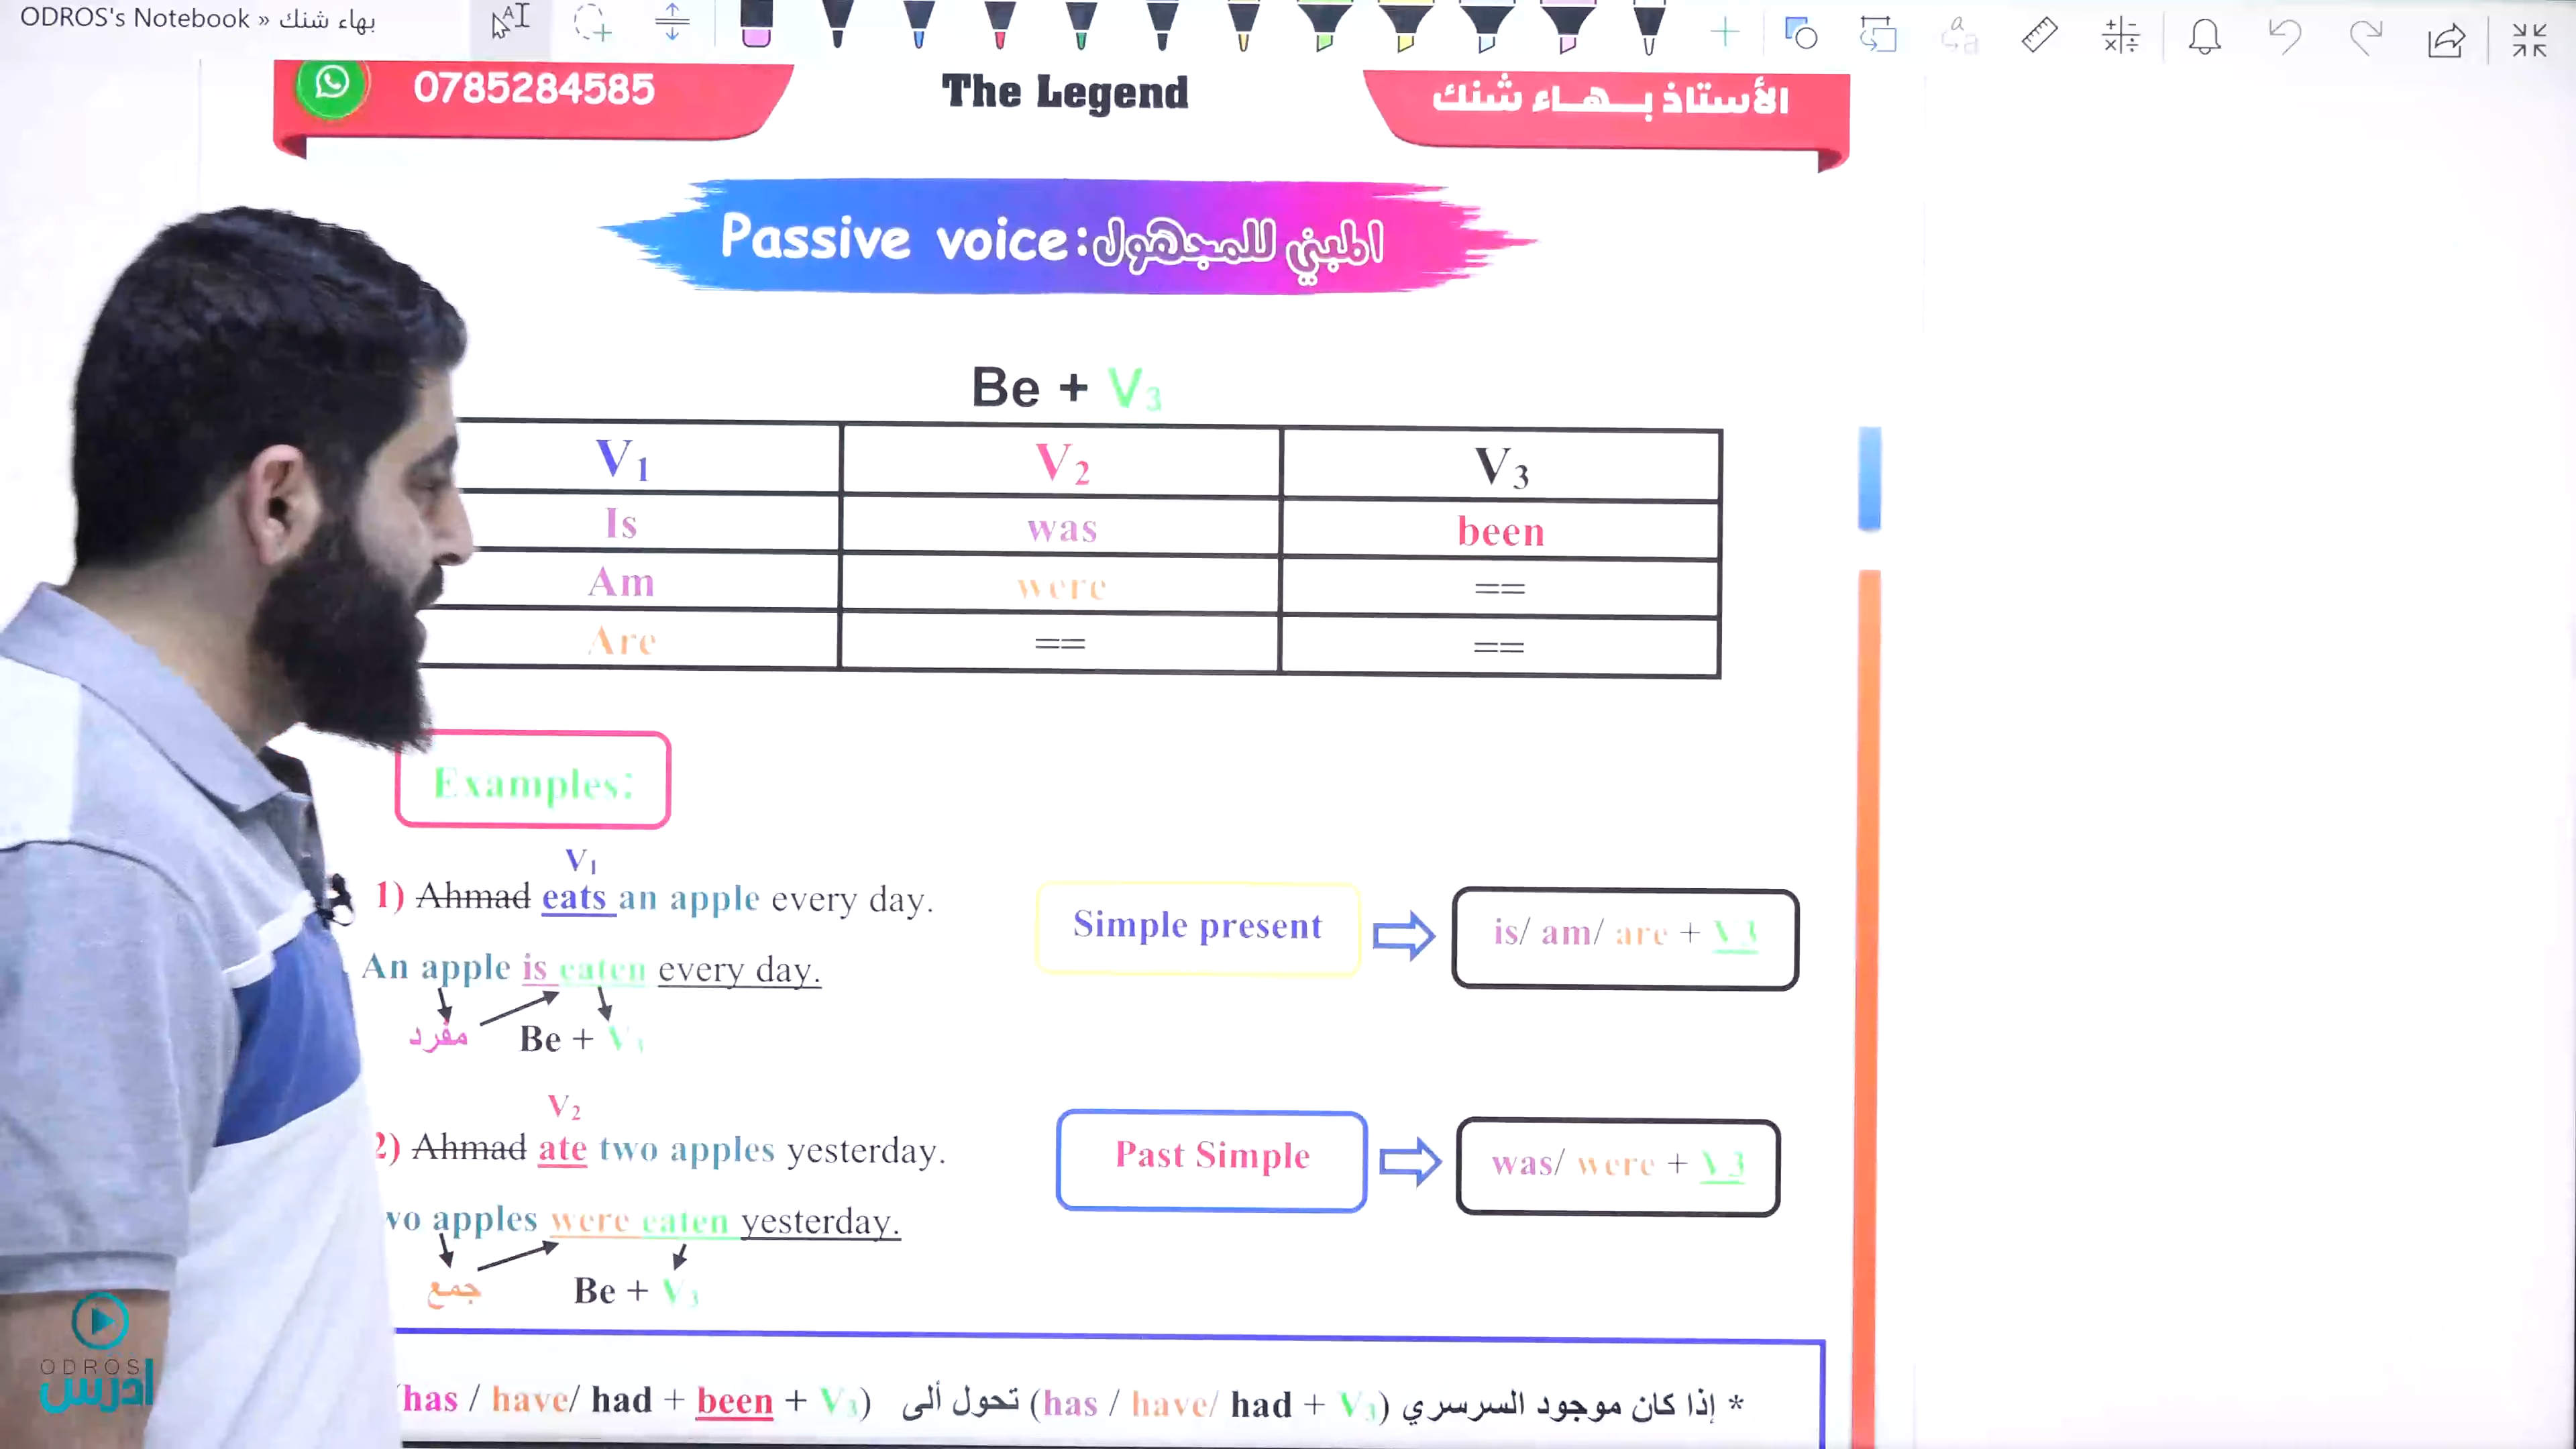 ODROS's Notebook » بهاء شنك
0785284585
The Legend
الأستاذ بهاء شنك
Passive voice: المبني للمجهول
Be + V3
V1 V2 V3
Is was been
Am were ==
Are == ==
Examples:
V1
1) Ahmad eats an apple every day.
Simple present
is/ am/ are + V3
An apple is eaten every day.
مفرد
Be + V3
V2
2) Ahmad ate two apples yesterday.
Past Simple
was/ were + V3
wo apples were eaten yesterday.
جمع
Be + V3
* إذا كان موجود السرسري (has / have/ had + V3) تحول ألى (has / have/ had + been + V3)
ODROS
ادرس